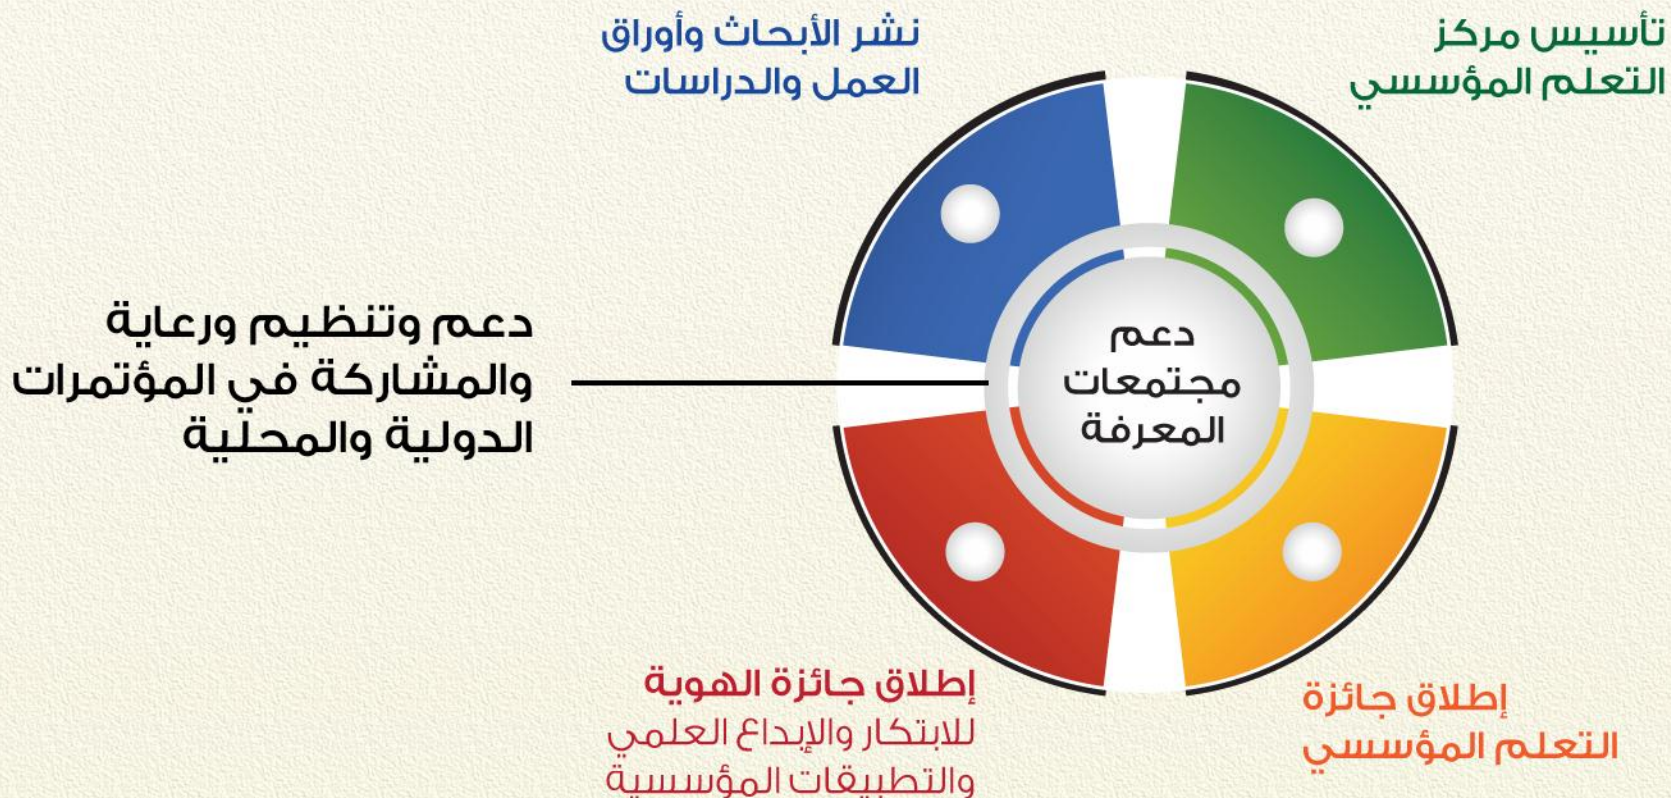 تأسيس مركز
التعلم المؤسسي
نشر الأبحاث وأوراق
العمل والدراسات
دعم
مجتمعات
المعرفة
دعم وتنظيم ورعاية
والمشاركة في المؤتمرات
الدولية والمحلية
إطلاق جائزة
التعلم المؤسسي
إطلاق جائزة الهوية
للابتكار والإبداع العلمي
والتطبيقات المؤسسية